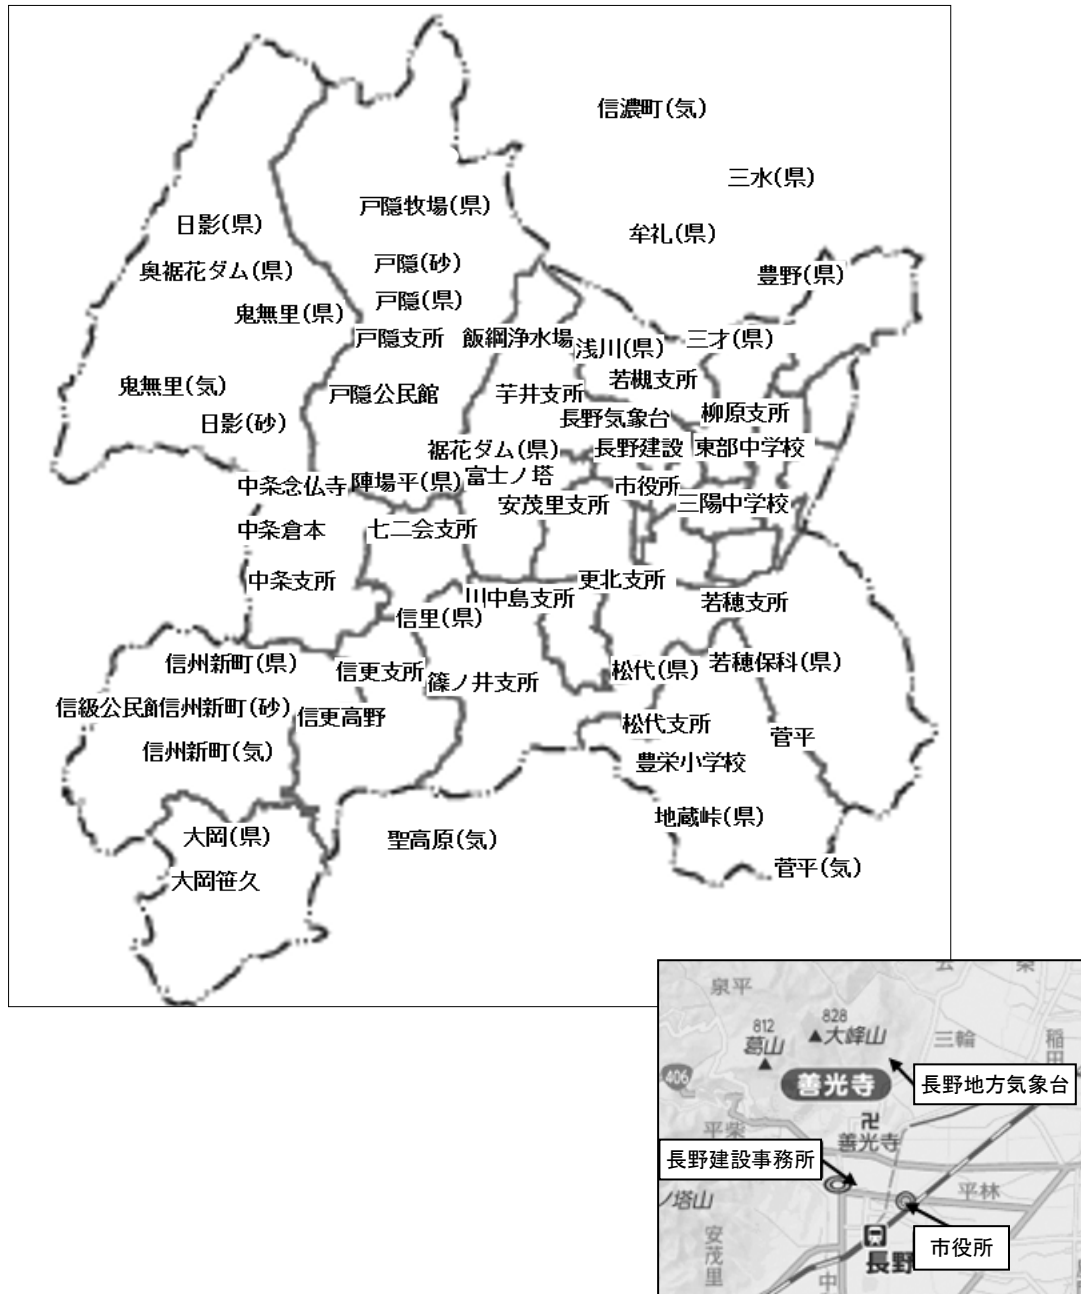 信濃町(気)
三水(県)
戸隠牧場(県)
日影(県)
牟礼(県)
戸隠(砂)
奥裾花ダム(県)
豊野(県)
戸隠(県)
鬼無里(県)
戸隠支所
飯綱浄水場
三才(県)
浅川(県)
若槻支所
鬼無里(気)
戸隠公民館
芋井支所
柳原支所
長野気象台
日影(砂)
裾花ダム(県)
長野建設
東部中学校
富士ノ塔
中条念仏寺
陣場平(県)
市役所
安茂里支所
三陽中学校
中条倉本
七二会支所
中条支所
更北支所
川中島支所
若穂支所
信里(県)
信州新町(県)
信更支所
松代(県)
若穂保科(県)
篠ノ井支所
信級公民館
信州新町(砂)
信更高野
松代支所
菅平
信州新町(気)
豊栄小学校
地蔵峠(県)
大岡(県)
聖高原(気)
菅平(気)
大岡笹久
泉平
828
大峰山
812
葛山
三輪
稲田
406
善光寺
長野地方気象台
平柴
善光寺
長野建設事務所
平林
ノ塔山
市役所
安茂里
長野
中